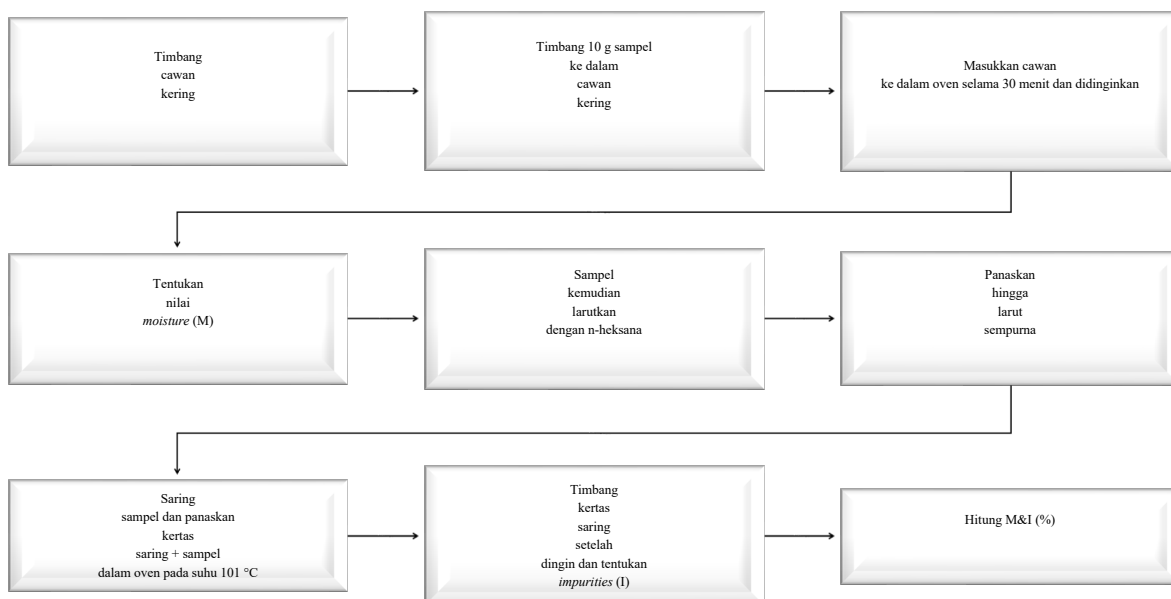 Timbang
cawan
kering
Timbang 10 g sampel
ke dalam
cawan
kering
Masukkan cawan
ke dalam oven selama 30 menit dan didinginkan
Tentukan
nilai
moisture (M)
Sampel
kemudian
larutkan
dengan n-heksana
Panaskan
hingga
larut
sempurna
Saring
sampel dan panaskan
kertas
saring + sampel
dalam oven pada suhu 101 °C
Timbang
kertas
saring
setelah
dingin dan tentukan
impurities (I)
Hitung M&I (%)